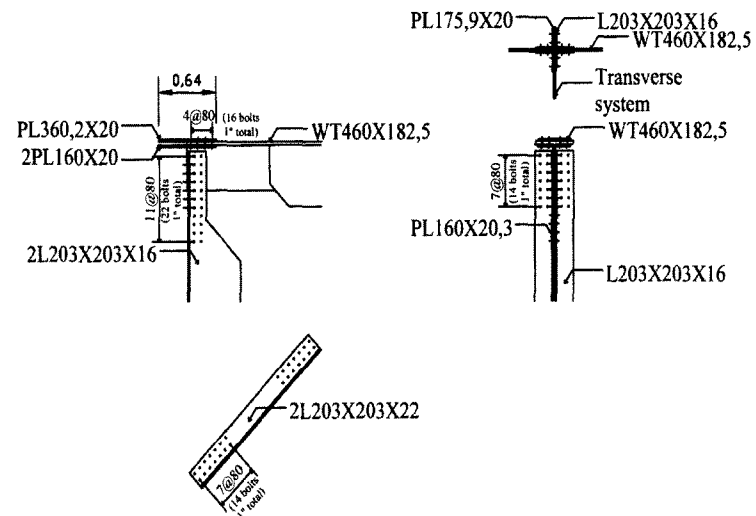 PL175,9X20
L203X203X16
WT460X182,5
Transverse
system
0,64
4@80
(16 bolts
1" total)
PL360,2X20
2PL160X20
WT460X182,5
11@80
(22 bolts
1" total)
2L203X203X16
WT460X182,5
7@80
(14 bolts
1" total)
PL160X20,3
L203X203X16
2L203X203X22
7@80
(14 bolts
1" total)